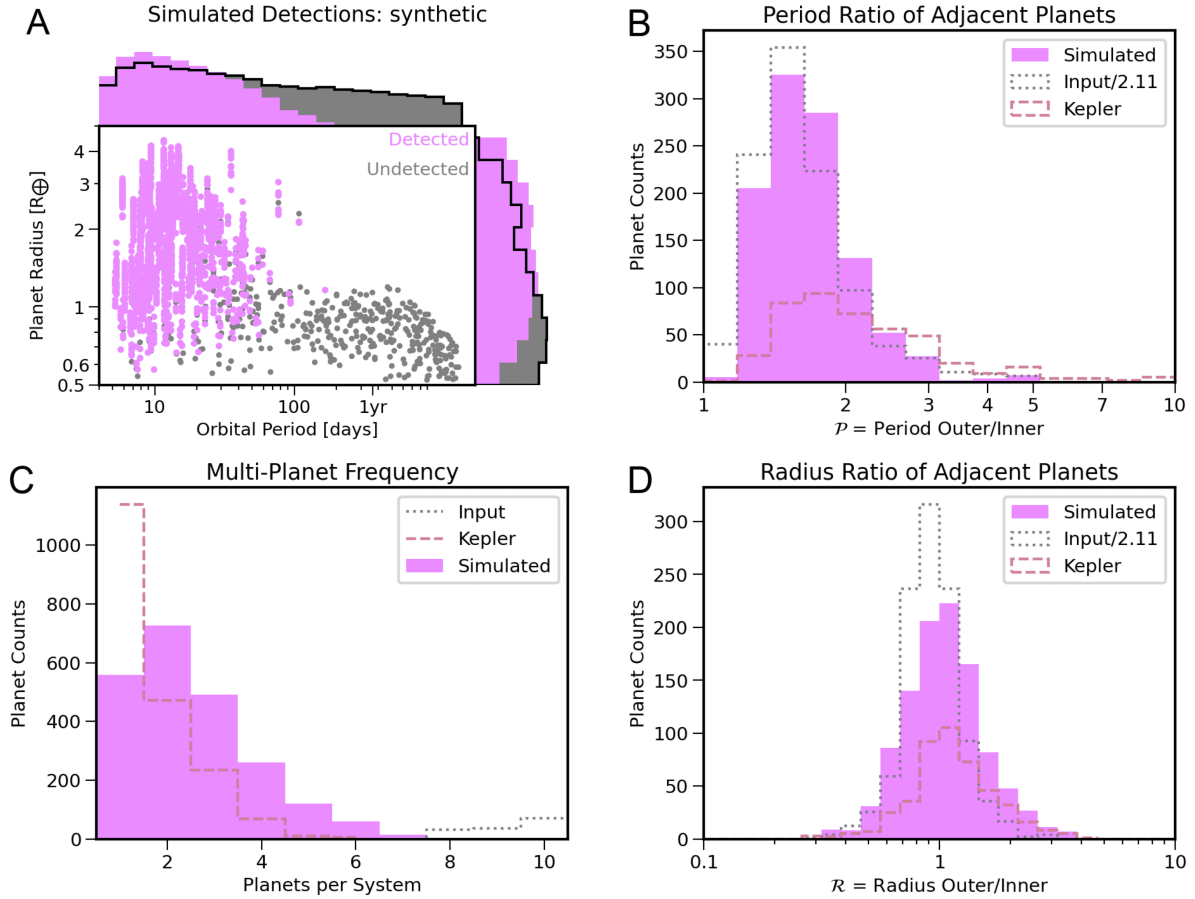 A
Simulated Detections: synthetic
Detected
Undetected
4
3
2
1
0.6
0.5
Planet Radius [R⊕]
10
100
1yr
Orbital Period [days]
B
Period Ratio of Adjacent Planets
Simulated
Input/2.11
Kepler
350
300
250
200
150
100
50
0
Planet Counts
1
2
3
4
5
7
10
𝒫 = Period Outer/Inner
C
Multi-Planet Frequency
Input
Kepler
Simulated
1000
800
600
400
200
0
Planet Counts
2
4
6
8
10
Planets per System
D
Radius Ratio of Adjacent Planets
Simulated
Input/2.11
Kepler
300
250
200
150
100
50
0
Planet Counts
0.1
1
10
ℛ = Radius Outer/Inner